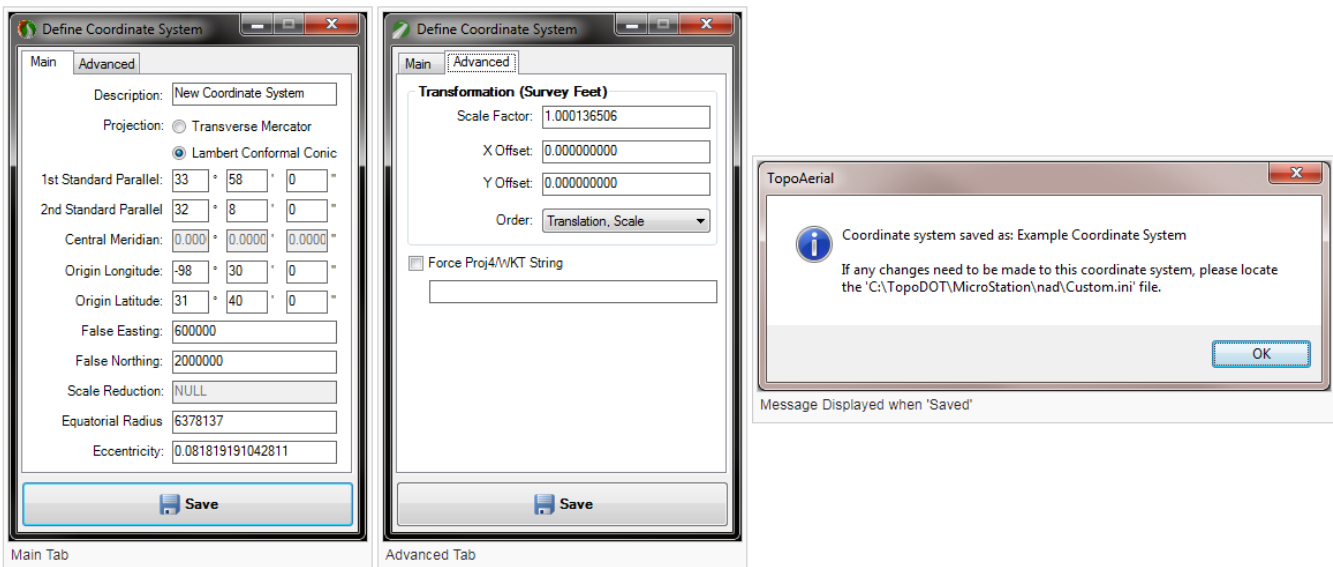 Define Coordinate System
Main Advanced
Description: New Coordinate System
Projection: Transverse Mercator
Lambert Conformal Conic
1st Standard Parallel: 33 ° 58 ' 0 "
2nd Standard Parallel 32 ° 8 ' 0 "
Central Meridian: 0.000 ° 0.0000 ' 0.0000 "
Origin Longitude: -98 ° 30 ' 0 "
Origin Latitude: 31 ° 40 ' 0 "
False Easting: 600000
False Northing: 2000000
Scale Reduction: NULL
Equatorial Radius 6378137
Eccentricity: 0.081819191042811
Save
Main Tab
Define Coordinate System
Main Advanced
Transformation (Survey Feet)
Scale Factor: 1.000136506
X Offset: 0.000000000
Y Offset: 0.000000000
Order: Translation, Scale
Force Proj4/WKT String
Save
Advanced Tab
TopoAerial
Coordinate system saved as: Example Coordinate System
If any changes need to be made to this coordinate system, please locate
the 'C:\TopoDOT\MicroStation\nad\Custom.ini' file.
OK
Message Displayed when 'Saved'